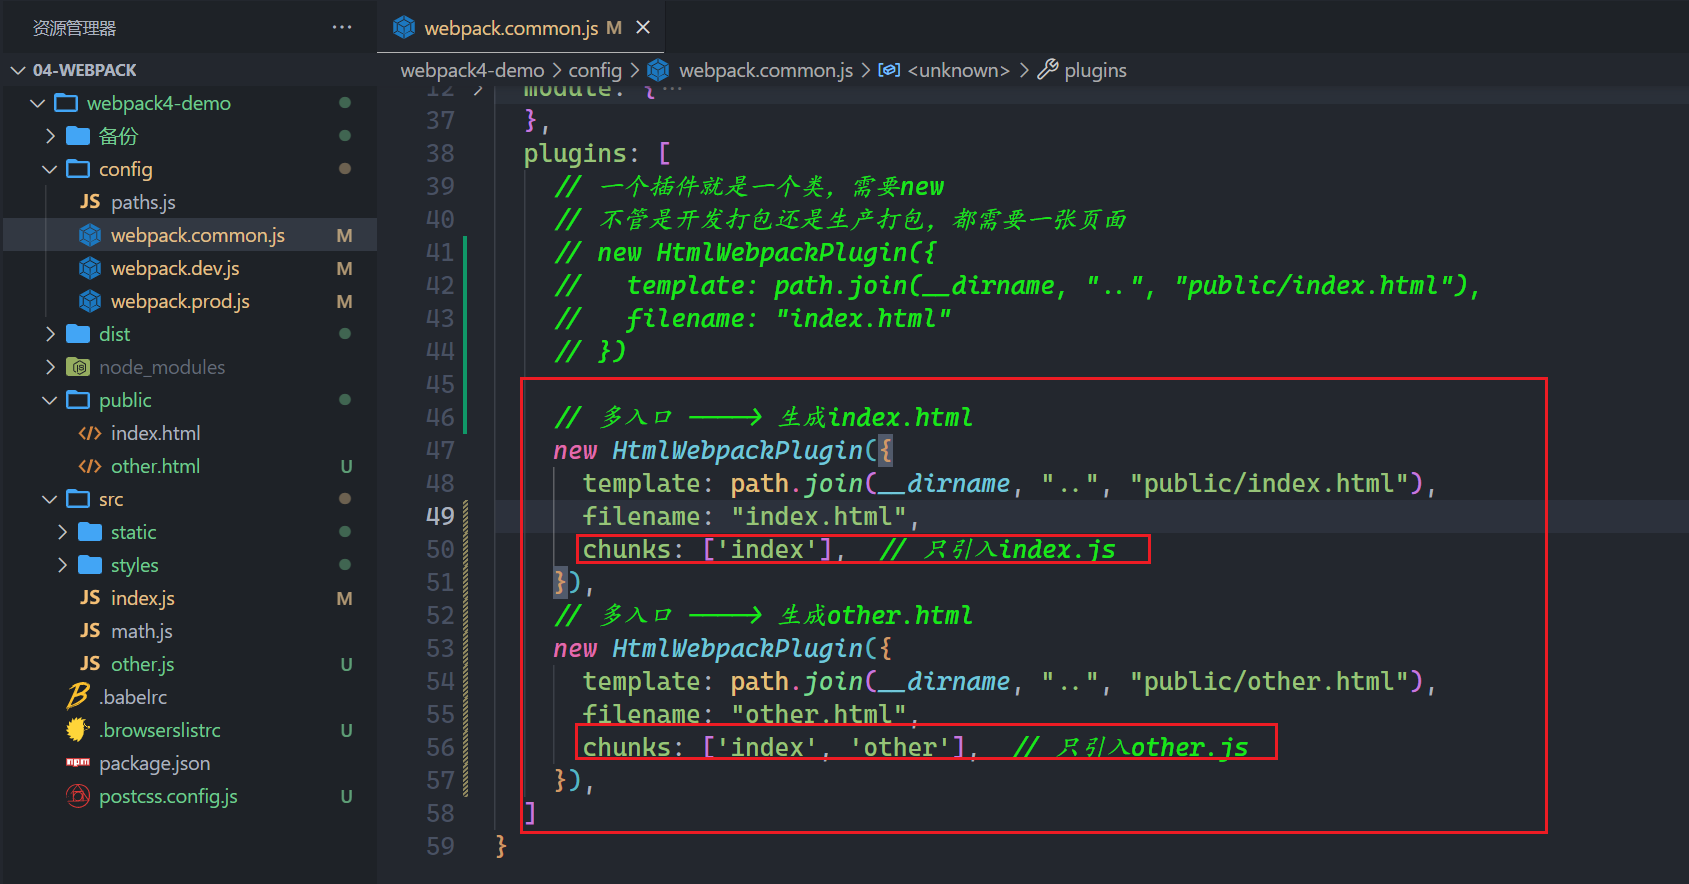 资源管理器
···
04-WEBPACK
webpack4-demo
备份
config
paths.js
webpack.common.js M
webpack.dev.js M
webpack.prod.js M
dist
node_modules
public
index.html
other.html U
src
static
styles
index.js M
math.js
other.js U
.babelrc
.browserslistrc U
package.json
postcss.config.js U
webpack.common.js M ×
webpack4-demo > config > webpack.common.js > <unknown> > plugins
12 > module: {···
37 },
38 plugins: [
39 // 一个插件就是一个类，需要new
40 // 不管是开发打包还是生产打包，都需要一张页面
41 // new HtmlWebpackPlugin({
42 //   template: path.join(__dirname, "..", "public/index.html"),
43 //   filename: "index.html"
44 // })
45
46 // 多入口 ————> 生成index.html
47 new HtmlWebpackPlugin({
48 template: path.join(__dirname, "..", "public/index.html"),
49 filename: "index.html",
50 chunks: ['index'],  // 只引入index.js
51 }),
52 // 多入口 ————> 生成other.html
53 new HtmlWebpackPlugin({
54 template: path.join(__dirname, "..", "public/other.html"),
55 filename: "other.html",
56 chunks: ['index', 'other'],  // 只引入other.js
57 }),
58 ]
59 }